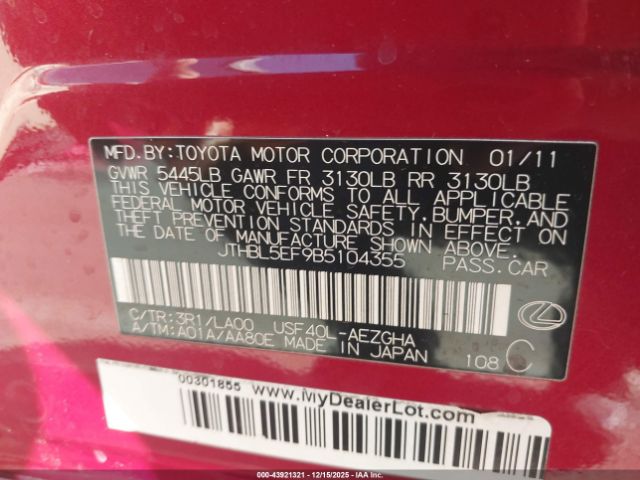 MFD.BY:TOYOTA MOTOR CORPORATION 01/11
GVWR 5445LB GAWR FR 3130LB RR 3130LB
THIS VEHICLE CONFORMS TO ALL APPLICABLE
FEDERAL MOTOR VEHICLE SAFETY,BUMPER,AND
THEFT PREVENTION STANDARDS IN EFFECT ON
THE DATE OF MANUFACTURE SHOWN ABOVE.
JTHBL5EF9B5104355 PASS.CAR
C/TR:3R1/LA00 USF40L-AEZGHA
A/TM:A01A/AA80E MADE IN JAPAN 108 C
00301855 www.MyDealerLot.com
000-43921321 - 12/15/2025 - IAA Inc.